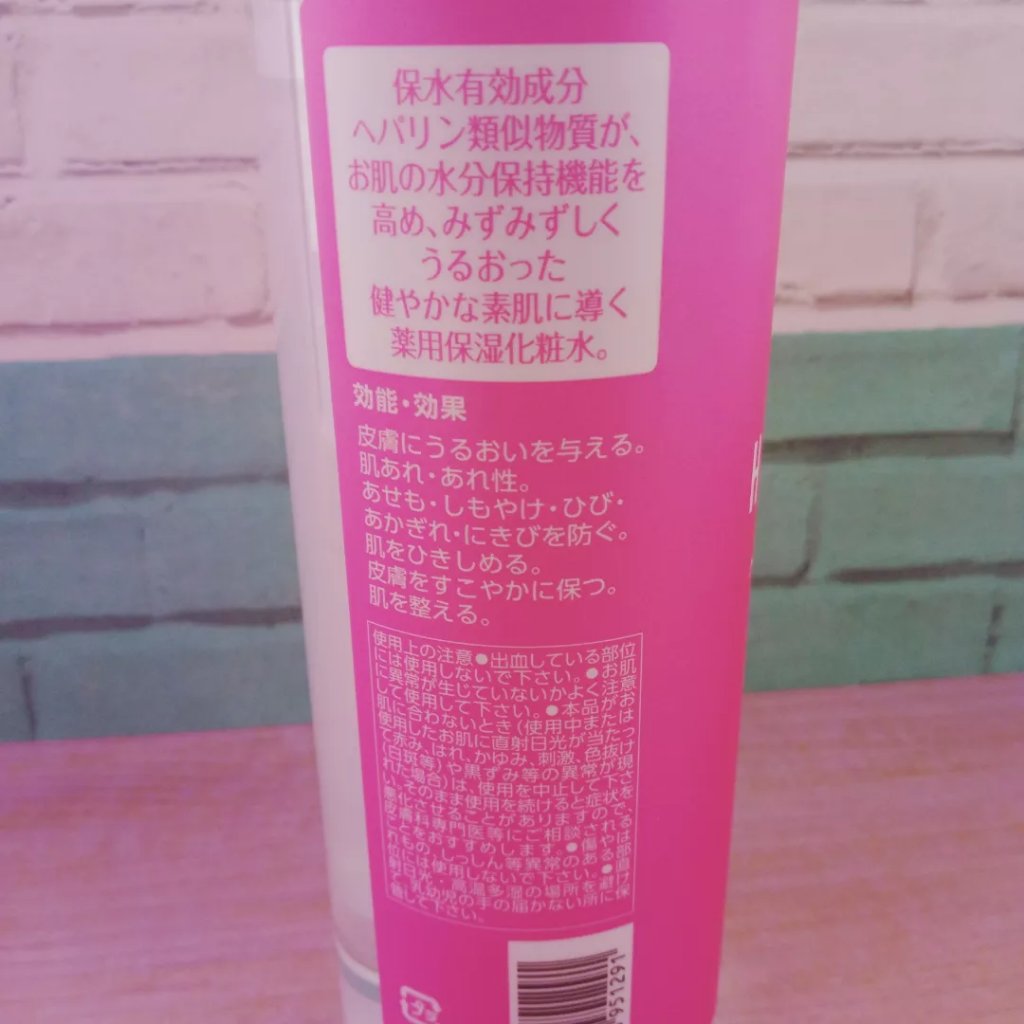 保水有効成分
ヘパリン類似物質が、
お肌の水分保持機能を
高め、みずみずしく
うるおった
健やかな素肌に導く
薬用保湿化粧水。
効能・効果
皮膚にうるおいを与える。
肌あれ・あれ性。
あせも・しもやけ・ひび・
あかぎれ・にきびを防ぐ。
肌をひきしめる。
皮膚をすこやかに保つ。
肌を整える。
使用上の注意●出血している部位
には使用しないで下さい。●お肌
に異常が生じていないかよく注意
して使用して下さい。●本品がお
肌に合わないとき(使用中または
使用したお肌に直射日光が当たっ
て赤み、はれ、かゆみ、刺激、色抜け
(白斑等)や黒ずみ等の異常が現
れた場合)は、使用を中止して下さ
い。そのまま使用を続けると症状を
悪化させることがありますので、
皮膚科専門医等にご相談される
ことをおすすめします。●傷やは
れもの、しっしん等異常のある部
位には使用しないで下さい。●直
射日光・高温多湿の場所を避け
て、乳幼児の手の届かない所に保
管して下さい。
951291